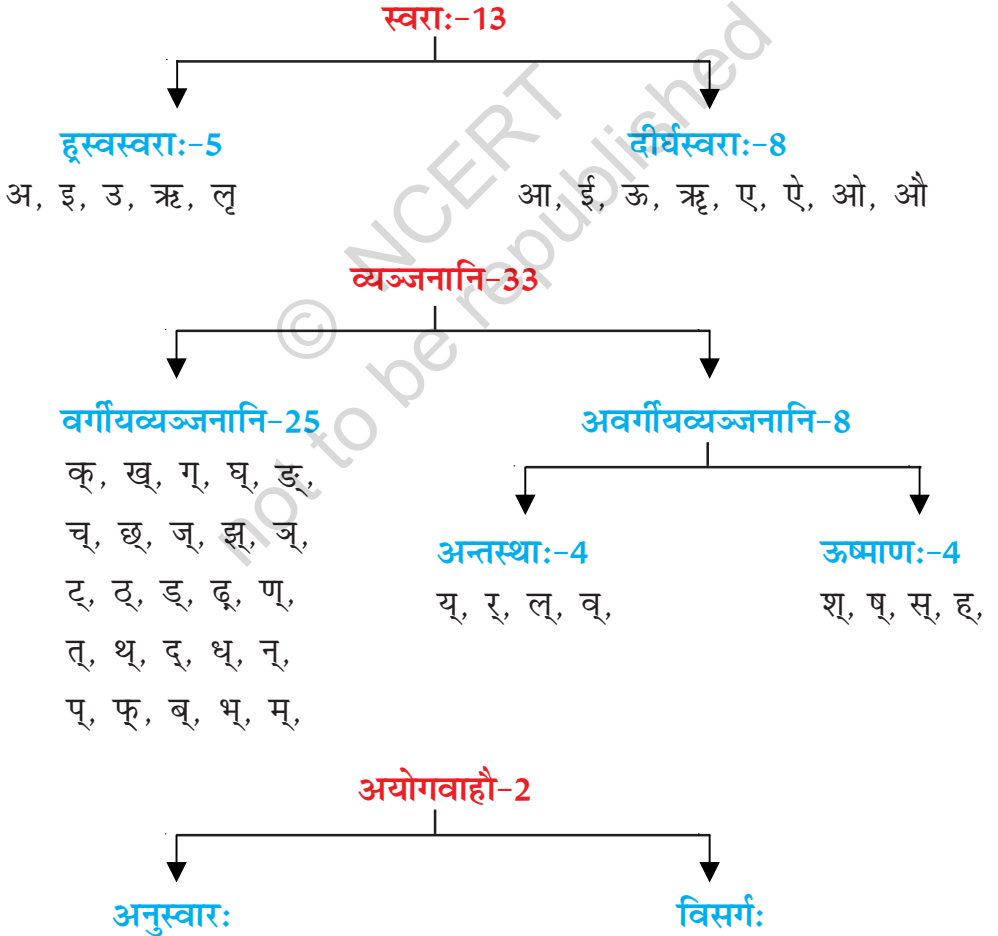 स्वराः-13
ह्रस्वस्वराः-5 दीर्घस्वराः-8
अ, इ, उ, ऋ, लृ आ, ई, ऊ, ॠ, ए, ऐ, ओ, औ
व्यञ्जनानि-33
वर्गीयव्यञ्जनानि-25 अवर्गीयव्यञ्जनानि-8
क्, ख्, ग्, घ्, ङ्,
च्, छ्, ज्, झ्, ञ्,
अन्तस्थाः-4 ऊष्माणः-4
ट्, ठ्, ड्, ढ़्, ण्,
य्, र्, ल्, व्, श्, ष्, स्, ह्,
त्, थ्, द्, ध्, न्,
प्, फ्, ब्, भ्, म्,
अयोगवाहौ-2
अनुस्वारः विसर्गः
© NCERT
not to be republished